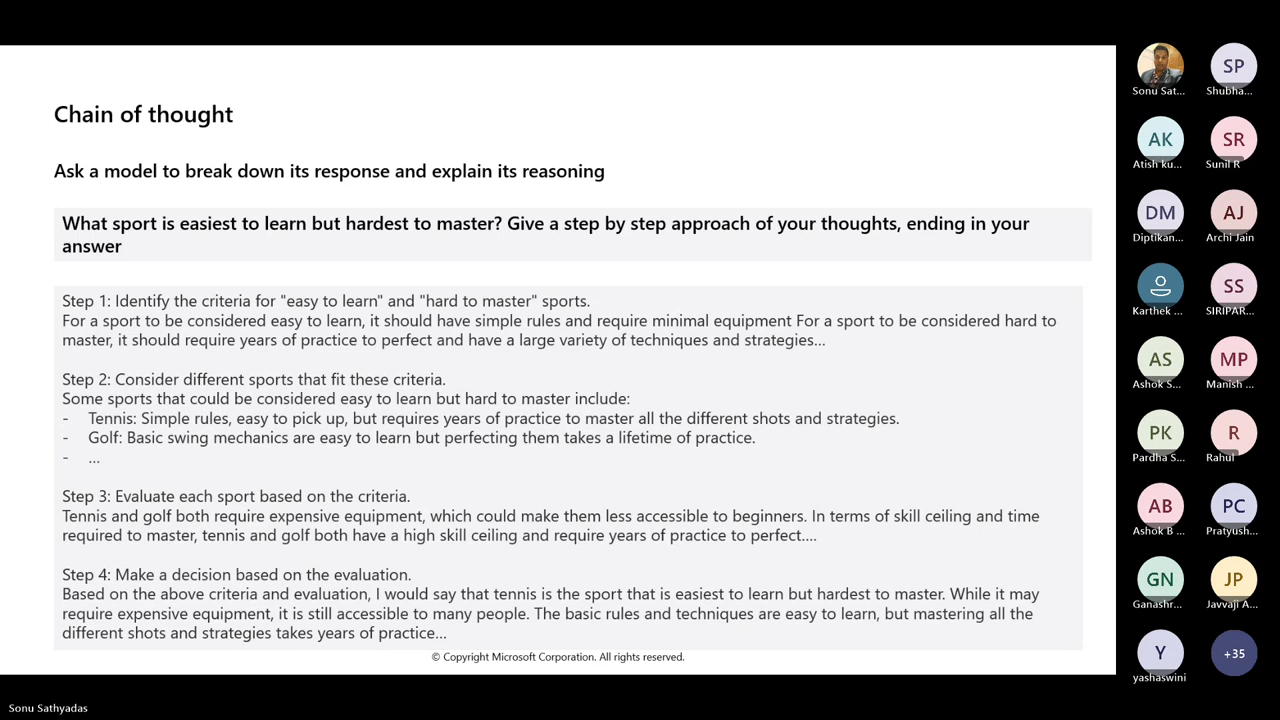 Chain of thought
Ask a model to break down its response and explain its reasoning
What sport is easiest to learn but hardest to master? Give a step by step approach of your thoughts, ending in your
answer
Step 1: Identify the criteria for "easy to learn" and "hard to master" sports.
For a sport to be considered easy to learn, it should have simple rules and require minimal equipment For a sport to be considered hard to
master, it should require years of practice to perfect and have a large variety of techniques and strategies...
Step 2: Consider different sports that fit these criteria.
Some sports that could be considered easy to learn but hard to master include:
- Tennis: Simple rules, easy to pick up, but requires years of practice to master all the different shots and strategies.
- Golf: Basic swing mechanics are easy to learn but perfecting them takes a lifetime of practice.
- ...
Step 3: Evaluate each sport based on the criteria.
Tennis and golf both require expensive equipment, which could make them less accessible to beginners. In terms of skill ceiling and time
required to master, tennis and golf both have a high skill ceiling and require years of practice to perfect....
Step 4: Make a decision based on the evaluation.
Based on the above criteria and evaluation, I would say that tennis is the sport that is easiest to learn but hardest to master. While it may
require expensive equipment, it is still accessible to many people. The basic rules and techniques are easy to learn, but mastering all the
different shots and strategies takes years of practice...
© Copyright Microsoft Corporation. All rights reserved.
Sonu Sathyadas
SP
Sonu Sat... Shubha...
AK SR
Atish ku... Sunil R
DM AJ
Diptikan... Archi Jain
SS
Karthek ... SIRIPAR...
AS MP
Ashok S... Manish ...
PK R
Pardha S... Rahul
AB PC
Ashok B ... Pratyush...
GN JP
Ganashr... Javvaji A...
Y +35
yashaswini